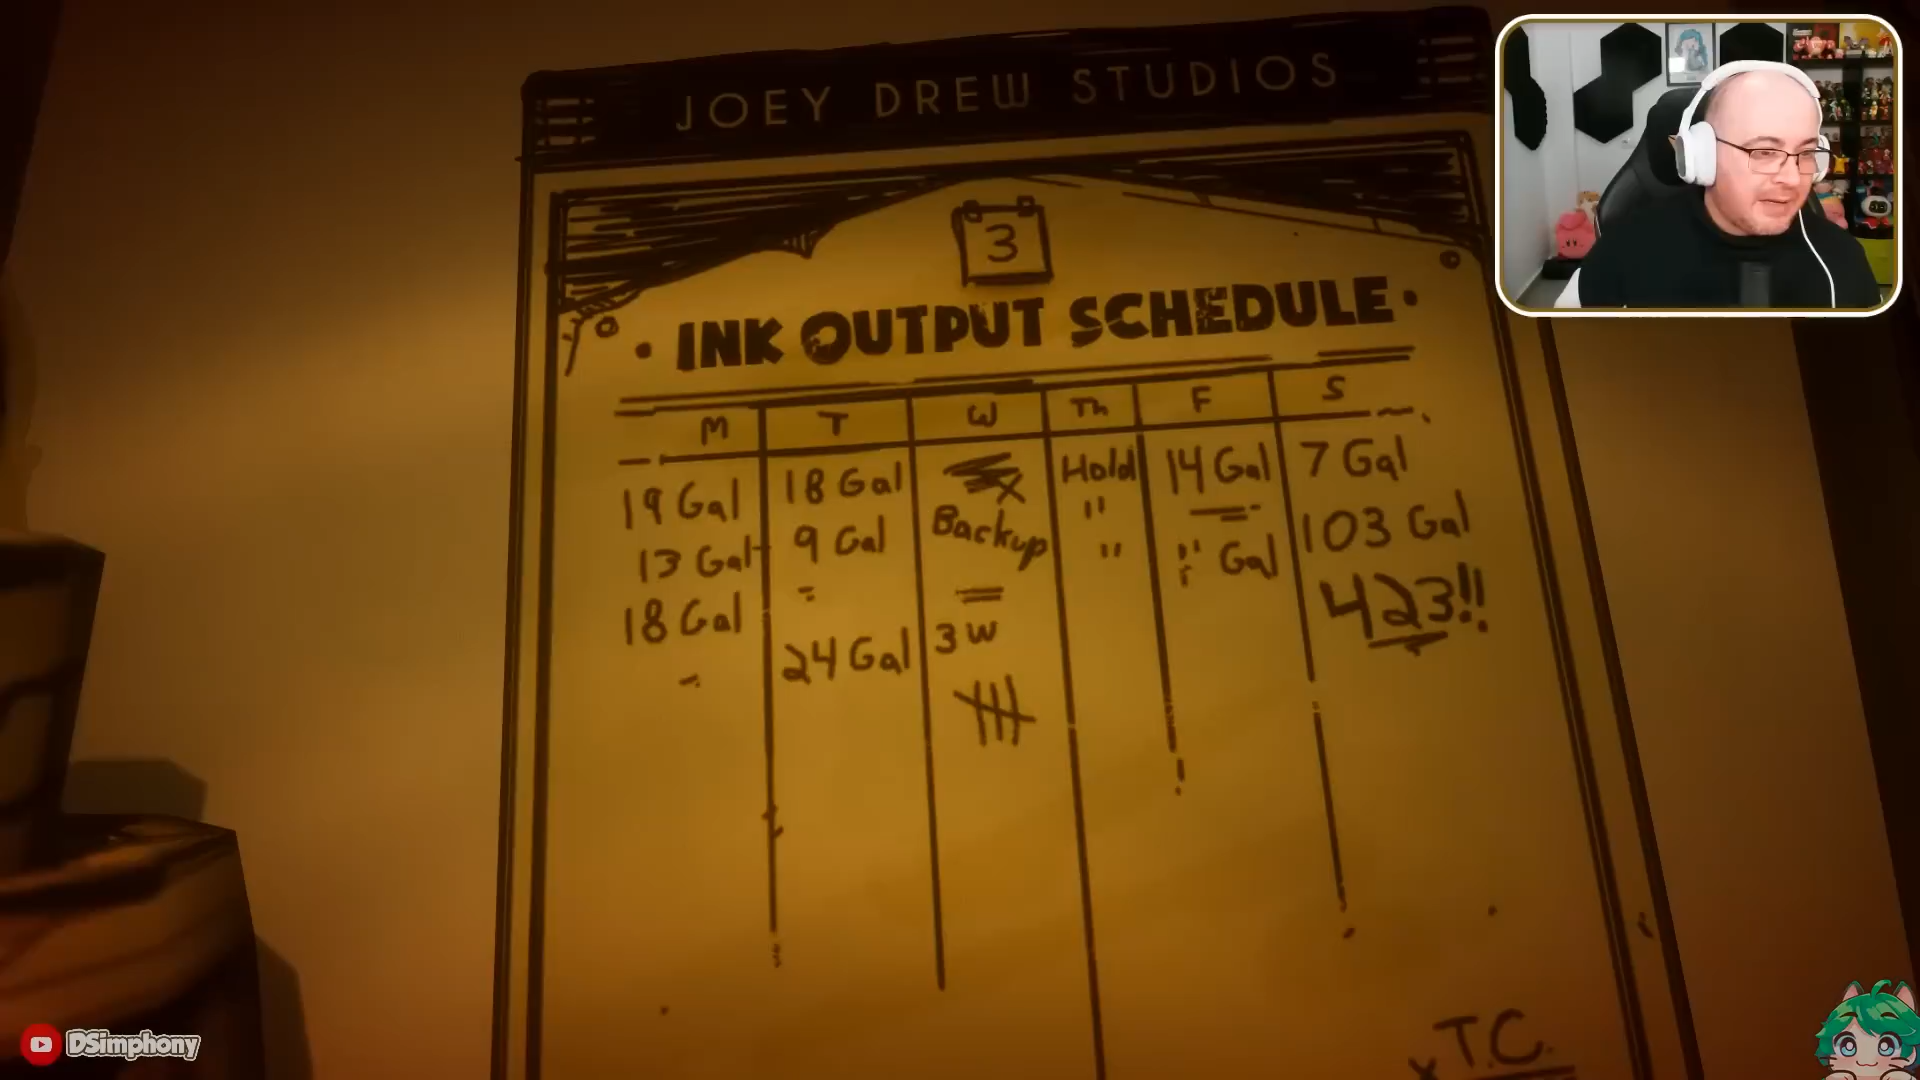 JOEY DREW STUDIOS
3
· INK OUTPUT SCHEDULE ·
M T W Th F S
19 Gal 18 Gal X Hold 14 Gal 7 Gal
13 Gal 9 Gal Backup " 103 Gal
18 Gal " " Gal 423!!
24 Gal 3 W
x T.C.
DSimphony